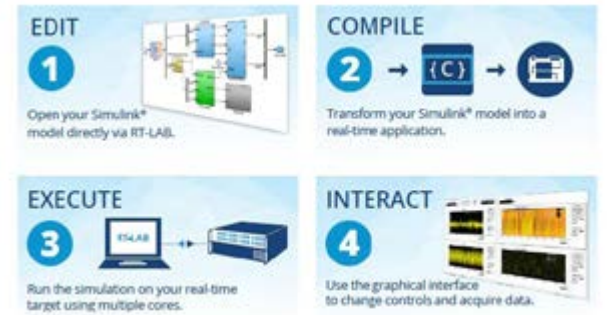 EDIT
1
Open your Simulink®
model directly via RT-LAB.
COMPILE
2
{C}
Transform your Simulink® model into a
real-time application.
EXECUTE
3
RT-LAB
Run the simulation on your real-time
target using multiple cores.
INTERACT
4
Use the graphical interface
to change controls and acquire data.